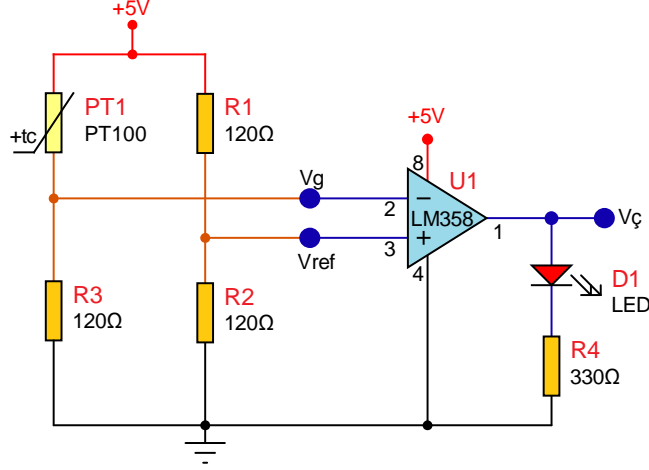 +5V
PT1
PT100
+tc
R1
120Ω
+5V
Vg
8
U1
2
−
LM358
Vref
3
+
1
Vç
4
R3
120Ω
R2
120Ω
D1
LED
R4
330Ω